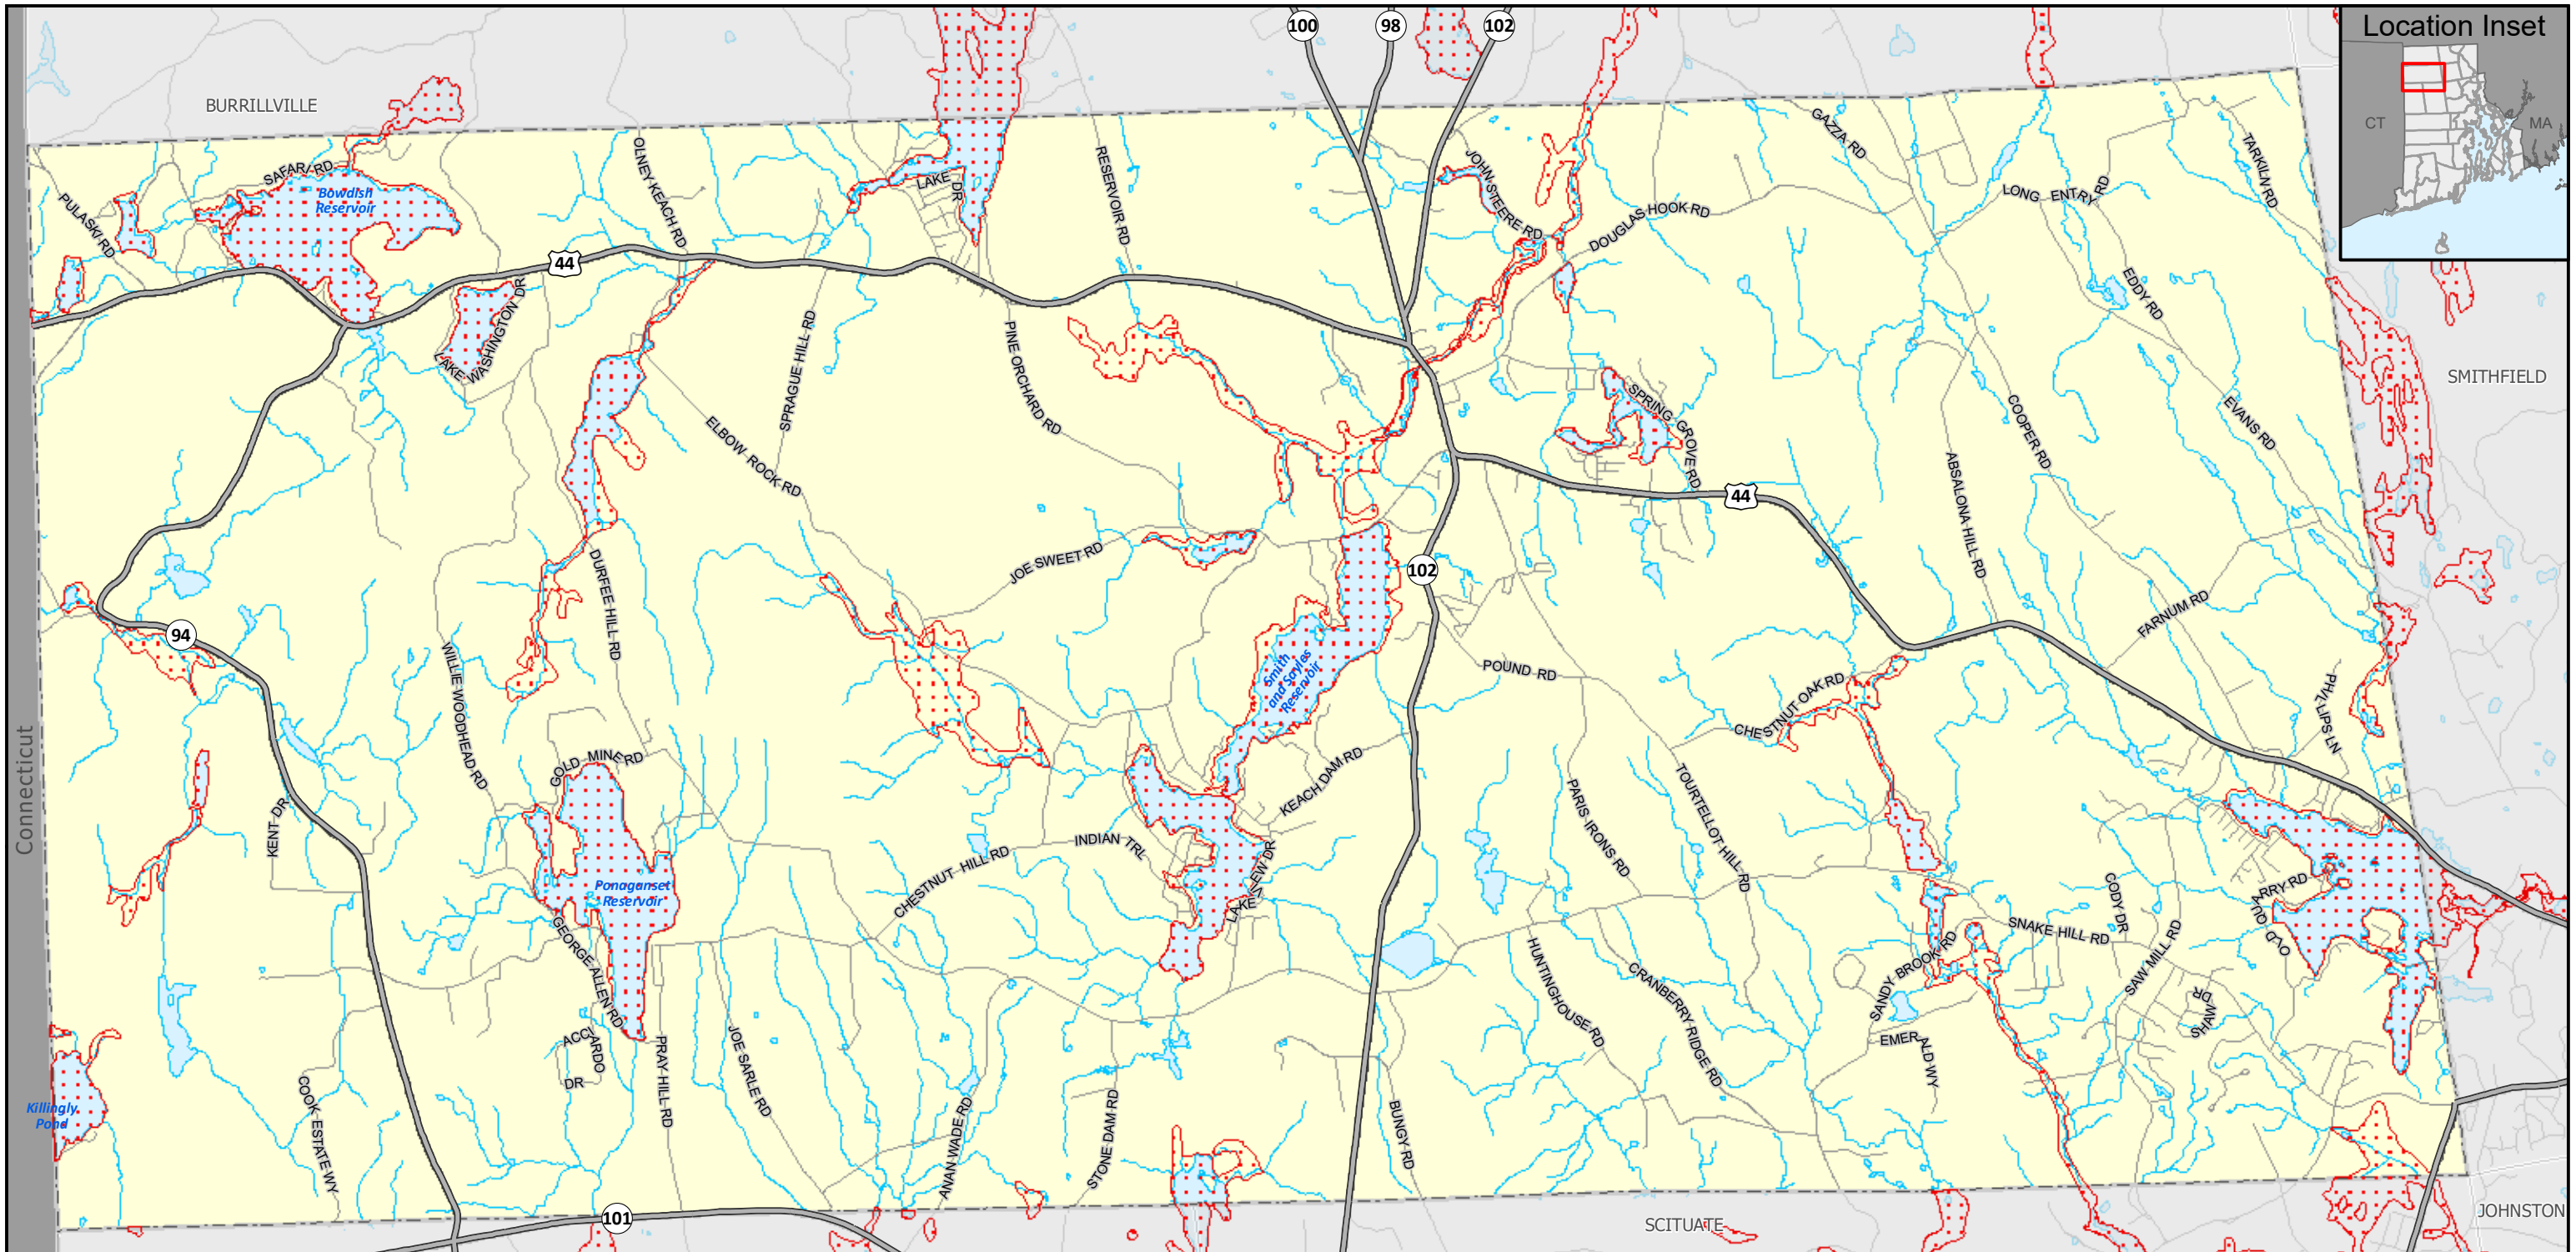 100
98
102
Location Inset
CT
MA
BURRILLVILLE
SMITHFIELD
SCITUATE
JOHNSTON
Connecticut
SAFARI RD
Bowdish
Reservoir
PULASKI RD
OLNEY KEACH RD
LAKE DR
RESERVOIR RD
JOHN STEERE RD
DOUGLAS HOOK RD
GAZZA RD
LONG ENTRY RD
TARKILN RD
44
LAKE WASHINGTON DR
SPRAGUE HILL RD
PINE ORCHARD RD
EDDY RD
ELBOW ROCK RD
SPRING GROVE RD
COOPER RD
EVANS RD
ABSALONA HILL RD
44
JOE SWEET RD
102
DURFEE HILL RD
94
WILLIE WOODHEAD RD
Smith
and Sayles
Reservoir
POUND RD
CHESTNUT OAK RD
FARNUM RD
PHILLIPS LN
GOLD MINE RD
KENT DR
KEACH DAM RD
INDIAN TRL
CHESTNUT HILL RD
LAKEVIEW DR
PARIS IRONS RD
TOURTELLOT HILL RD
Ponaganset
Reservoir
GEORGE ALLEN RD
CODY DR
SNAKE HILL RD
SAW MILL RD
SANDY BROOK RD
HUNTINGHOUSE RD
CRANBERRY RIDGE RD
SHAW DR
EMERALD WY
ACCIARDO
DR
PRAY HILL RD
JOE SARLE RD
Killingly
Pond
COOK ESTATE WY
ANAN WADE RD
STONE DAM RD
BUNGY RD
101